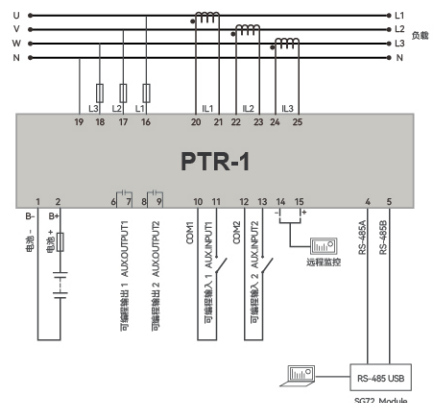 U L1
V L2
W L3
N N
负载
L3 L2 L1 IL1 IL2 IL3
19 18 17 16 20 21 22 23 24 25
PTR-1
1 2 6 7 8 9 10 11 12 13 14 15 4 5
B- B+ - +
电池 -
电池 +
可编程输出 1 AUX.OUTPUT1
可编程输出 2 AUX.OUTPUT2
COM1
可编程输入 1 AUX.INPUT1
COM2
可编程输入 2 AUX.INPUT2
远程监控
RS-485A
RS-485B
RS-485 USB
SG72 Module